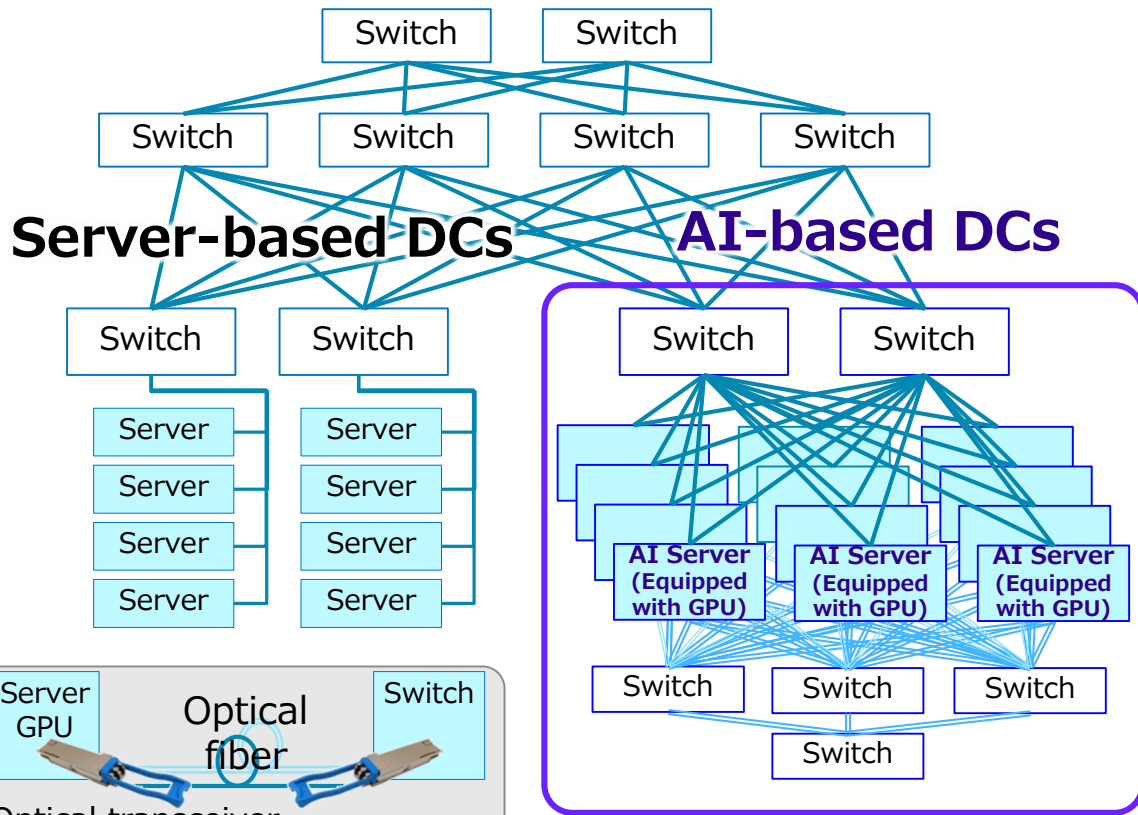 Switch
Switch
Switch
Switch
Switch
Switch
Server-based DCs
AI-based DCs
Switch
Switch
Switch
Switch
Server
Server
Server
Server
Server
Server
Server
Server
AI Server
(Equipped
with GPU)
AI Server
(Equipped
with GPU)
AI Server
(Equipped
with GPU)
Switch
Switch
Switch
Switch
Server
GPU
Optical
fiber
Switch
Optical transceiver